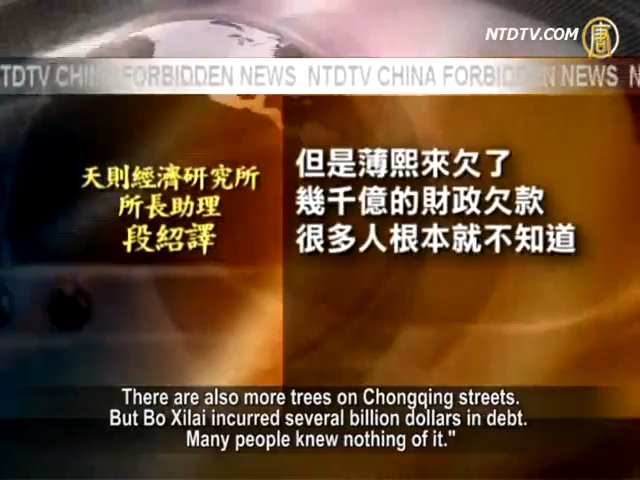 NTDTV.COM
唐
NTDTV CHINA FORBIDDEN NEWS NTDTV CHINA FORBIDDEN NEWS N
天則經濟研究所
所長助理
段紹譯
但是薄熙來欠了
幾千億的財政欠款
很多人根本就不知道
There are also more trees on Chongqing streets.
But Bo Xilai incurred several billion dollars in debt.
Many people knew nothing of it."